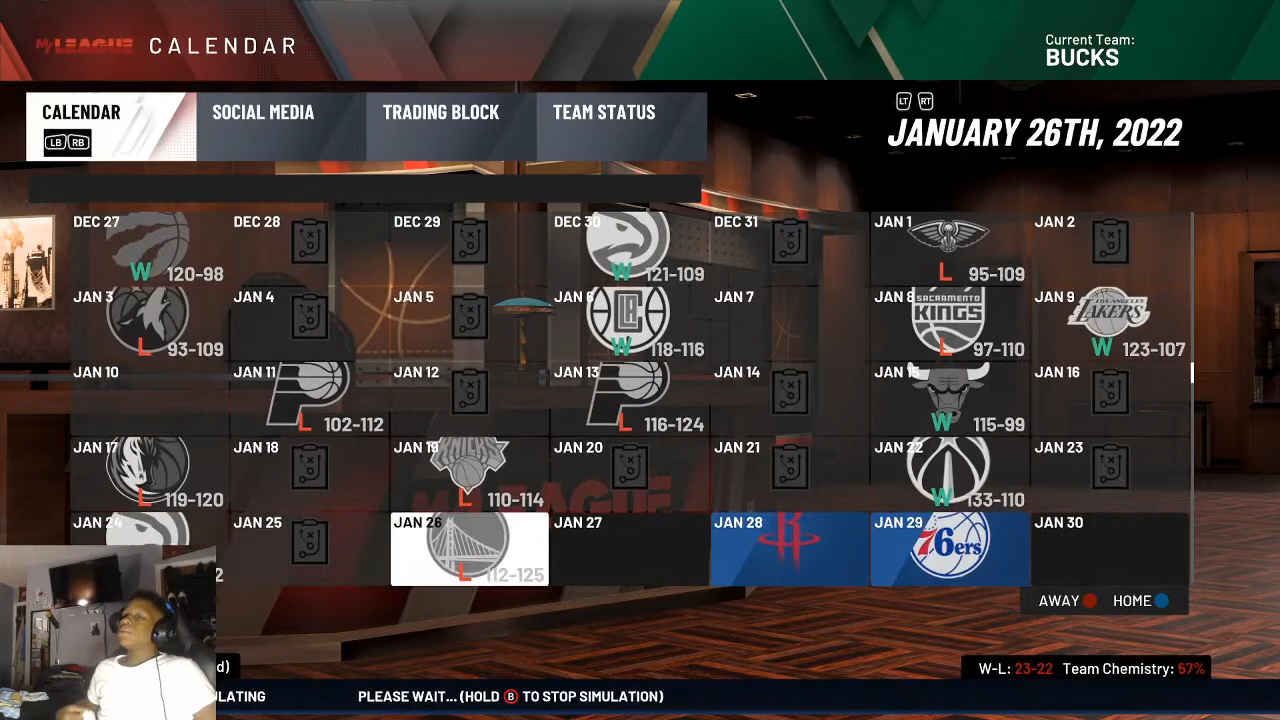 MyLEAGUE CALENDAR
Current Team:
BUCKS
CALENDAR
LB RB
SOCIAL MEDIA
TRADING BLOCK
TEAM STATUS
LT RT
JANUARY 26TH, 2022
DEC 27 DEC 28 DEC 29 DEC 30 DEC 31 JAN 1 JAN 2
W 120-98 W 121-109 L 95-109
JAN 3 JAN 4 JAN 5 JAN 6 JAN 7 JAN 8 JAN 9
SACRAMENTO
KINGS
LOS ANGELES
LAKERS
LA
L 93-109 W 118-116 L 97-110 W 123-107
JAN 10 JAN 11 JAN 12 JAN 13 JAN 14 JAN 15 JAN 16
L 102-112 L 116-124 W 115-99
JAN 17 JAN 18 JAN 19 JAN 20 JAN 21 JAN 22 JAN 23
KNICKS
L 119-120 L 110-114 W 133-110
JAN 24 JAN 25 JAN 26 JAN 27 JAN 28 JAN 29 JAN 30
76ers
2 L 112-125
AWAY HOME
d)
W-L: 23-22 Team Chemistry: 57%
LATING PLEASE WAIT... (HOLD B TO STOP SIMULATION)